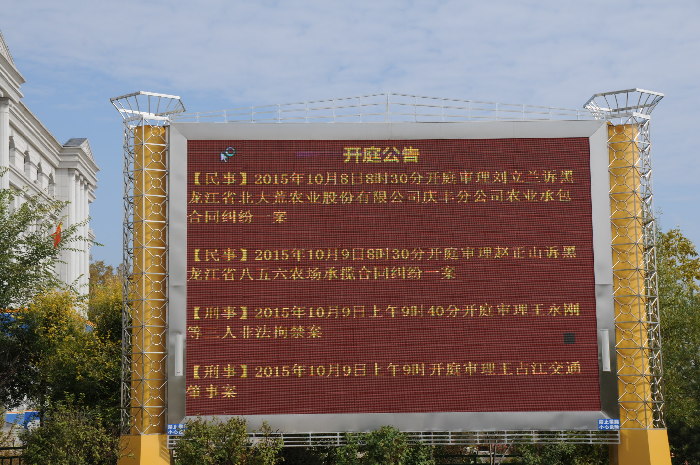 开庭公告
【民事】2015年10月8日8时30分开庭审理刘立兰诉黑
龙江省北大荒农业股份有限公司庆丰分公司农业承包
合同纠纷一案
【民事】2015年10月9日8时30分开庭审理赵正山诉黑
龙江省八五六农场承揽合同纠纷一案
【刑事】2015年10月9日上午9时40分开庭审理王永刚
等二人非法拘禁案
【刑事】2015年10月9日上午9时开庭审理王占江交通
肇事案